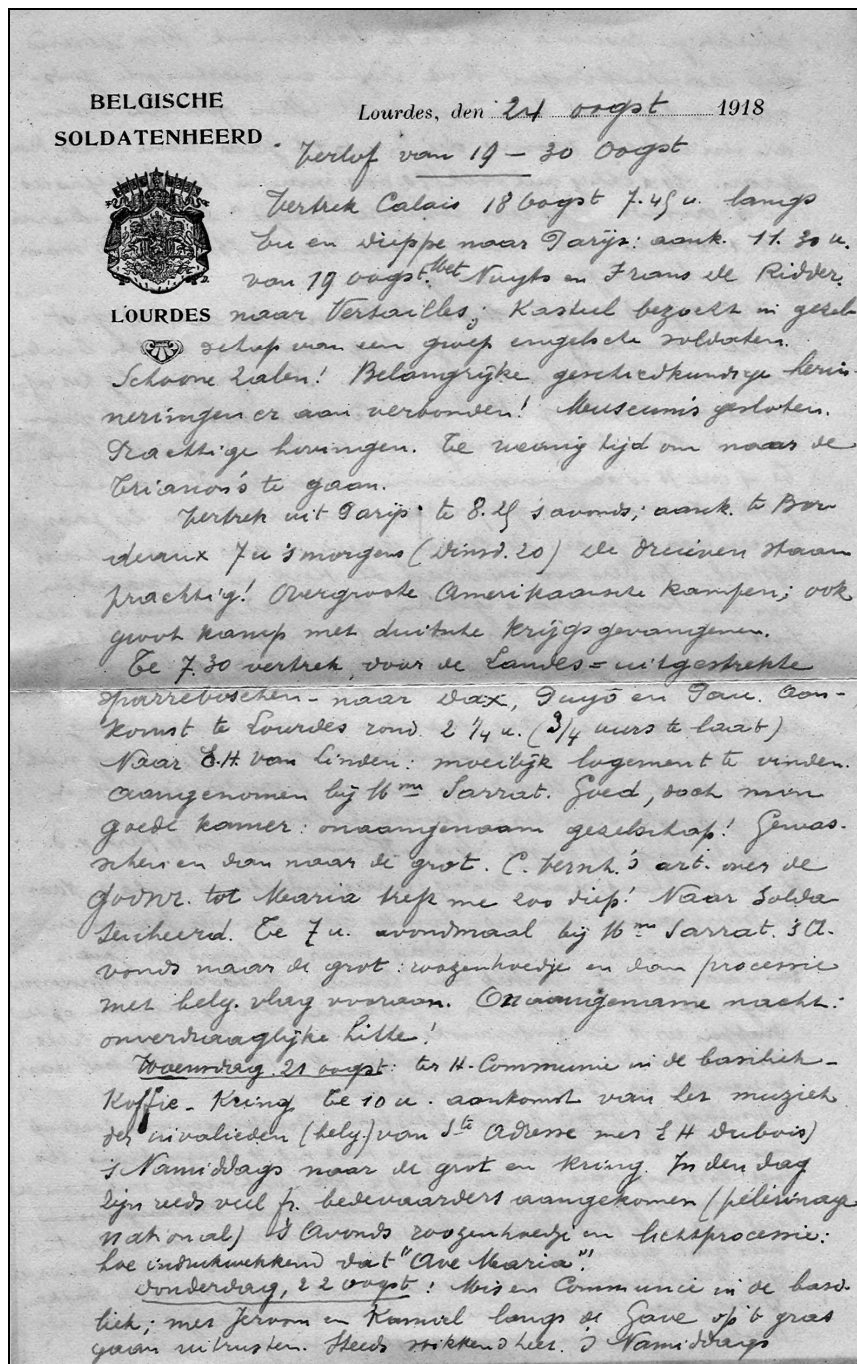 BELGISCHE
SOLDATENHEERD
Lourdes, den 24 oogst 1918
Verlof van 19 – 30 Oogst
Vertrek Calais 18 Oogst 7.45 u. langs
Eu en Dieppe naar Parijs: aank. 11.30 u.
van 19 oogst. Met Nuyts en Frans de Ridder
naar Versailles; Kasteel bezocht in gezel-
LOURDES
schap van een groep engelsche soldaten.
Schoone zalen! Belangrijke geschiedkundige herin-
neringen er aan verbonden! Museums gesloten.
Prachtige hovingen. Te weinig tijd om naar de
Trianon's te gaan.
Vertrek uit Parijs te 8.25 's avonds; aank. te Bor-
deaux 7 u 's morgens (Dinsd. 20) De druiven staan
prachtig! Overgroote Amerikaansche kampen; ook
groot kamp met duitsche krijgsgevangenen.
Te 7.30 vertrek, door de Landes = uitgestrekte
sparrebosschen – naar Dax, Puyô en Pau. Aan-
komst te Lourdes rond 2 1/4 u. (3/4 uurs te laat)
Naar E.H. Van Linden: moeilijk logement te vinden.
Aangenomen bij Mme Sarrat. Goed, doch min
goede kamer: onaangenaam gezelschap! Gewas-
schen en dan naar de grot. C. Vernh.'s art. over de
godsvr. tot Maria trof me zoo diep! Naar Solda-
tenheerd. Te 7 u. avondmaal bij Mme Sarrat. 's A-
vonds naar de grot: roozenhoedje en dan processie
met belg. vlag vooraan. Onaangename nacht:
onverdraaglijke hitte!
Woensdag 21 oogst: ter H. Communie in de basiliek –
Koffie – Kring Te 10 u. aankomst van het muziek
der invalieden (belg.) van Ste Adresse met E H Dubois)
's Namiddags naar de grot en kring. In den dag
zijn reeds veel fr. bedevaarders aangekomen (pélérinage
national) 's Avonds roozenhoedje en lichtprocessie:
hoe indrukwekkend dat "Ave Maria"!
Donderdag, 22 oogst: Mis en Communie in de basi-
liek; met Jeroom en Kamiel langs de Gave op 't gras
gaan uitrusten. Steeds stikkend heet. 's Namiddags